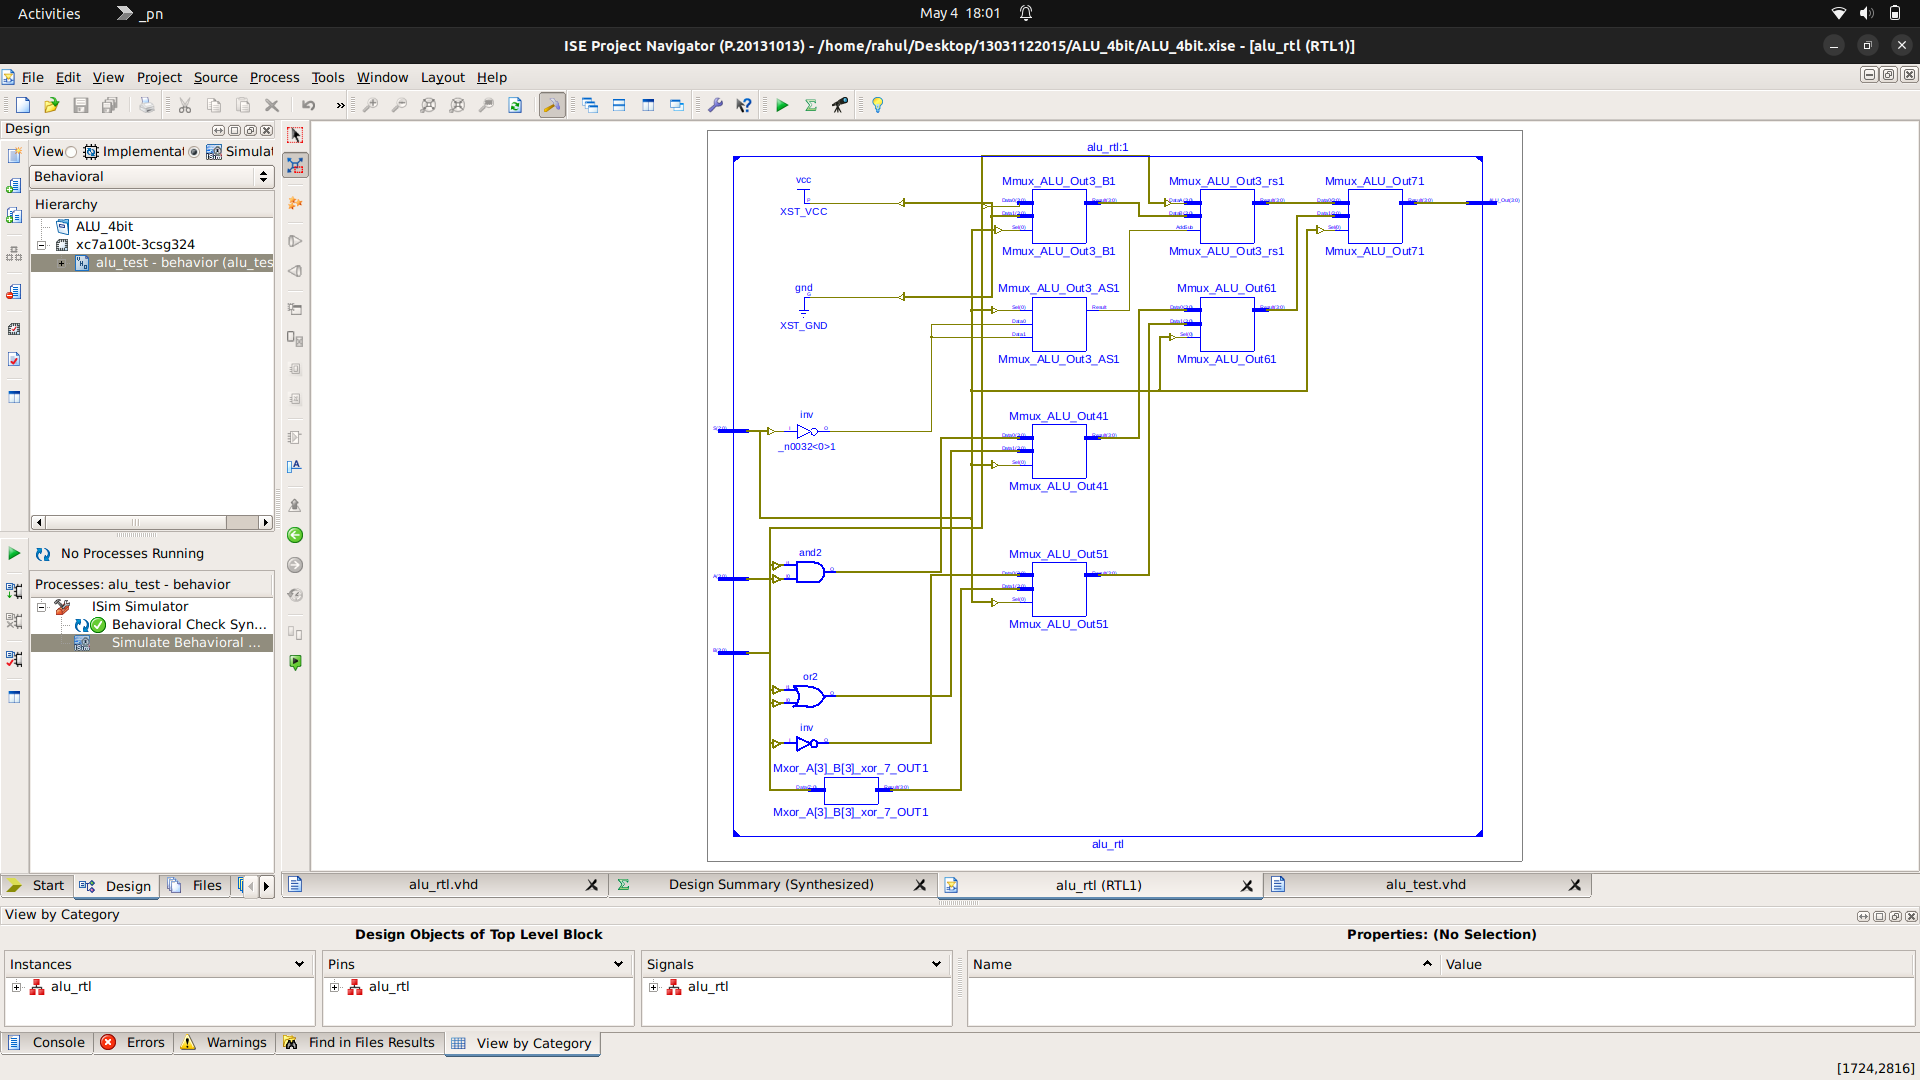 Activities
_pn
May 4 18:01
ISE Project Navigator (P.20131013) - /home/rahul/Desktop/13031122015/ALU_4bit/ALU_4bit.xise - [alu_rtl (RTL1)]
File Edit View Project Source Process Tools Window Layout Help
»
Design
View Implementat Simulat
Behavioral
Hierarchy
ALU_4bit
xc7a100t-3csg324
alu_test - behavior (alu_tes
No Processes Running
Processes: alu_test - behavior
ISim Simulator
Behavioral Check Syn...
Simulate Behavioral ...
Start
Design
Files
alu_rtl:1
vcc
XST_VCC
gnd
XST_GND
inv
_n0032<0>1
and2
or2
inv
Mxor_A[3]_B[3]_xor_7_OUT1
Mxor_A[3]_B[3]_xor_7_OUT1
Mmux_ALU_Out3_B1
Mmux_ALU_Out3_B1
Mmux_ALU_Out3_rs1
Mmux_ALU_Out3_rs1
Mmux_ALU_Out71
Mmux_ALU_Out71
Mmux_ALU_Out3_AS1
Mmux_ALU_Out3_AS1
Mmux_ALU_Out61
Mmux_ALU_Out61
Mmux_ALU_Out41
Mmux_ALU_Out41
Mmux_ALU_Out51
Mmux_ALU_Out51
alu_rtl
alu_rtl.vhd
Design Summary (Synthesized)
alu_rtl (RTL1)
alu_test.vhd
View by Category
Design Objects of Top Level Block
Properties: (No Selection)
Instances
Pins
Signals
Name
Value
alu_rtl
alu_rtl
alu_rtl
Console
Errors
Warnings
Find in Files Results
View by Category
[1724,2816]